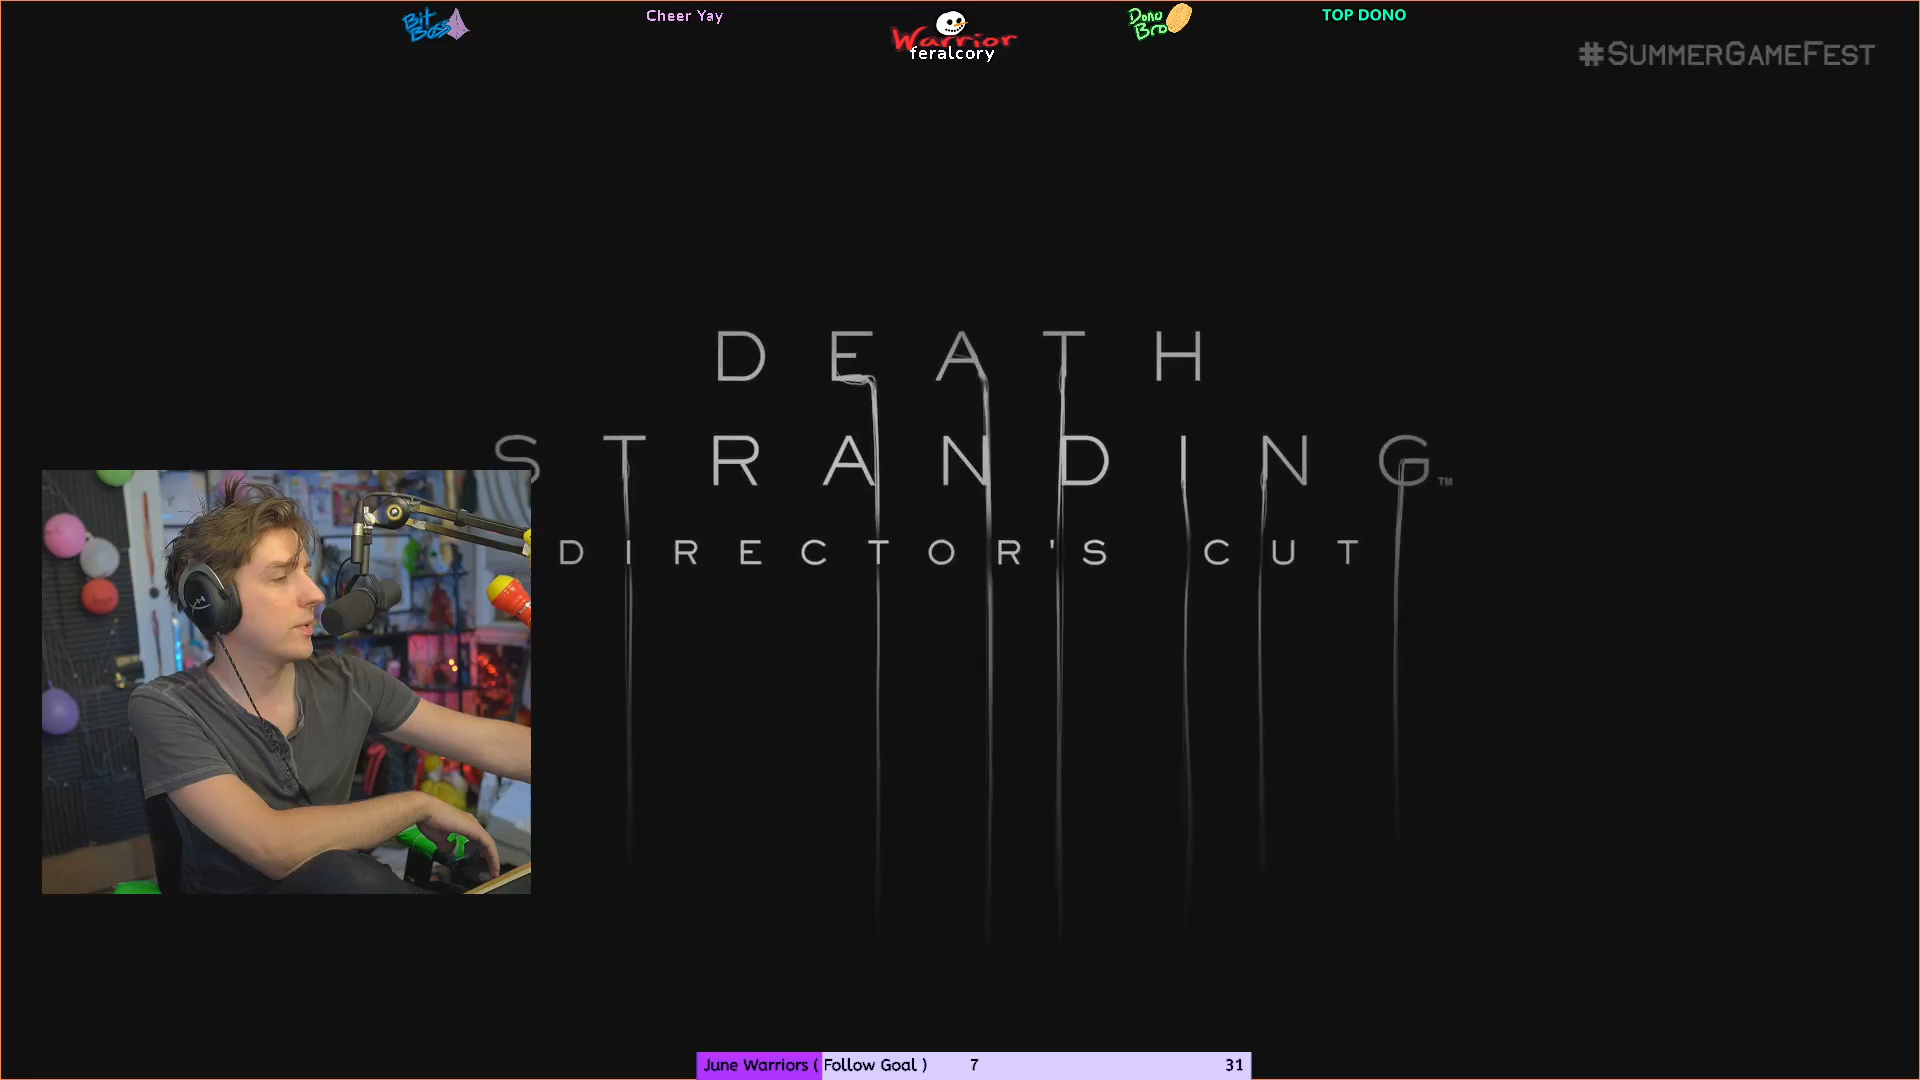 Bit Boss
Cheer Yay
Warrior
feralcory
Dono Bro
TOP DONO
#SUMMERGAMEFEST
DEATH
STRANDING™
DIRECTOR'S CUT
June Warriors ( Follow Goal ) 7 31